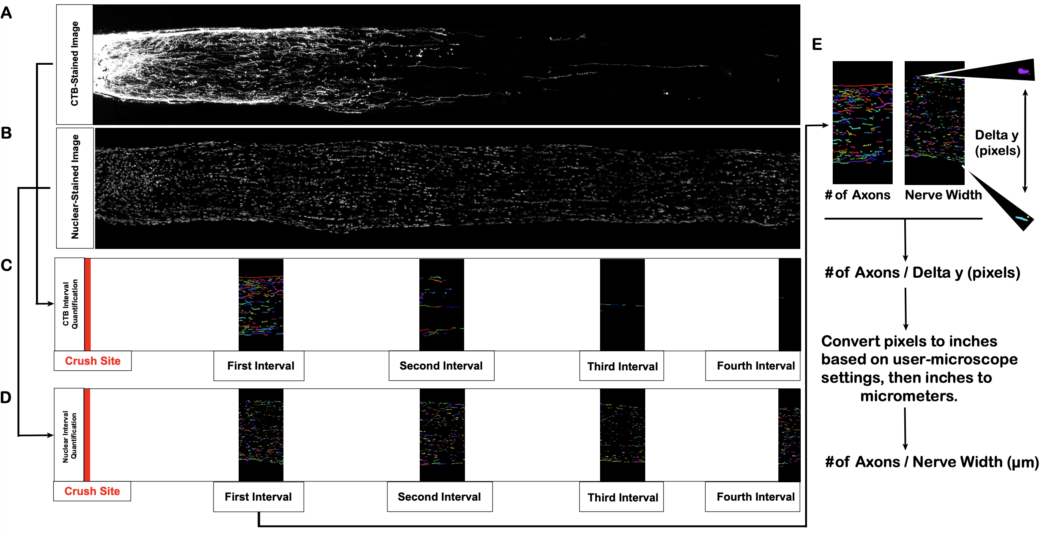 A
CTB-Stained Image
B
Nuclear-Stained Image
C
CTB Interval
Quantification
Crush Site
First Interval
Second Interval
Third Interval
Fourth Interval
D
Nuclear Interval
Quantification
Crush Site
First Interval
Second Interval
Third Interval
Fourth Interval
E
Delta y
(pixels)
# of Axons
Nerve Width
# of Axons / Delta y (pixels)
Convert pixels to inches
based on user-microscope
settings, then inches to
micrometers.
# of Axons / Nerve Width (µm)